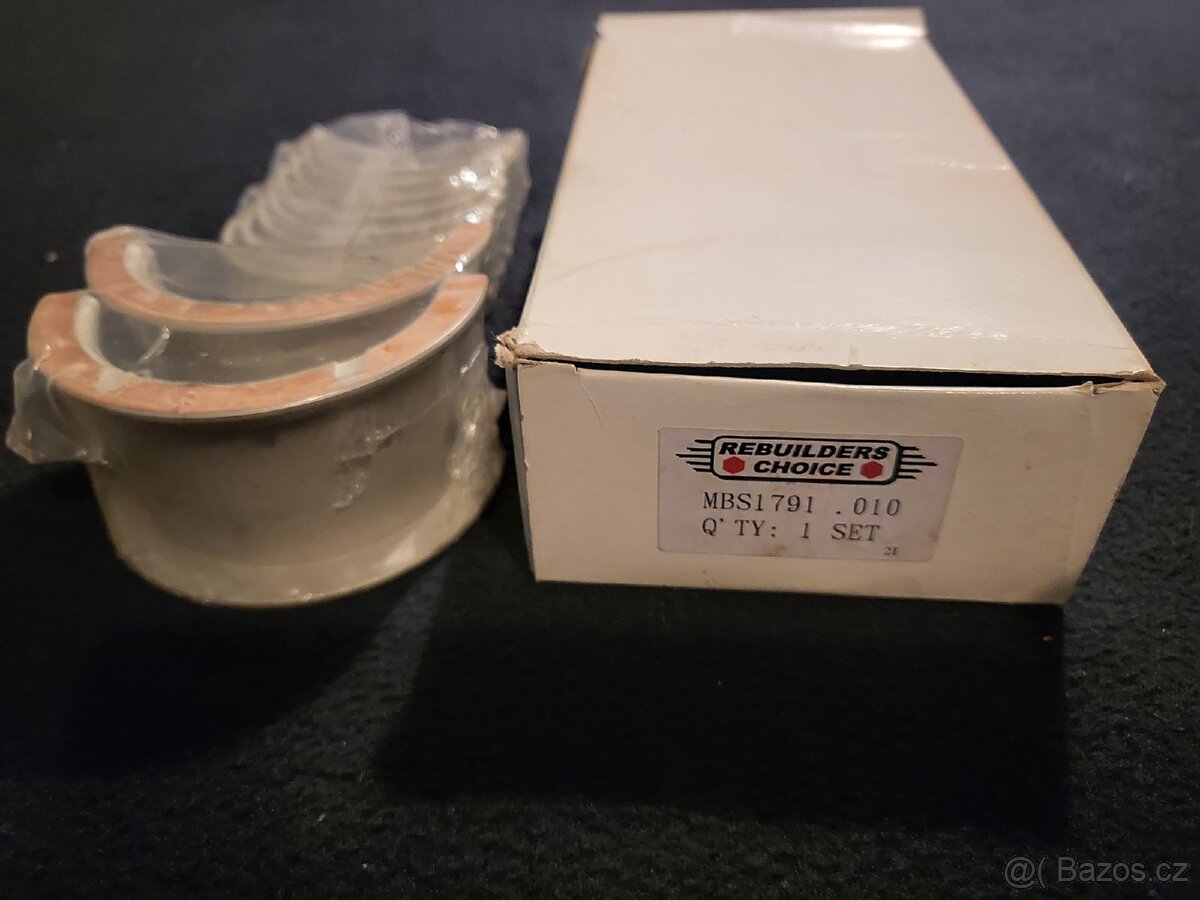 REBUILDERS
CHOICE
MBS1791 .010
Q'TY: 1 SET
21
@( Bazos.cz